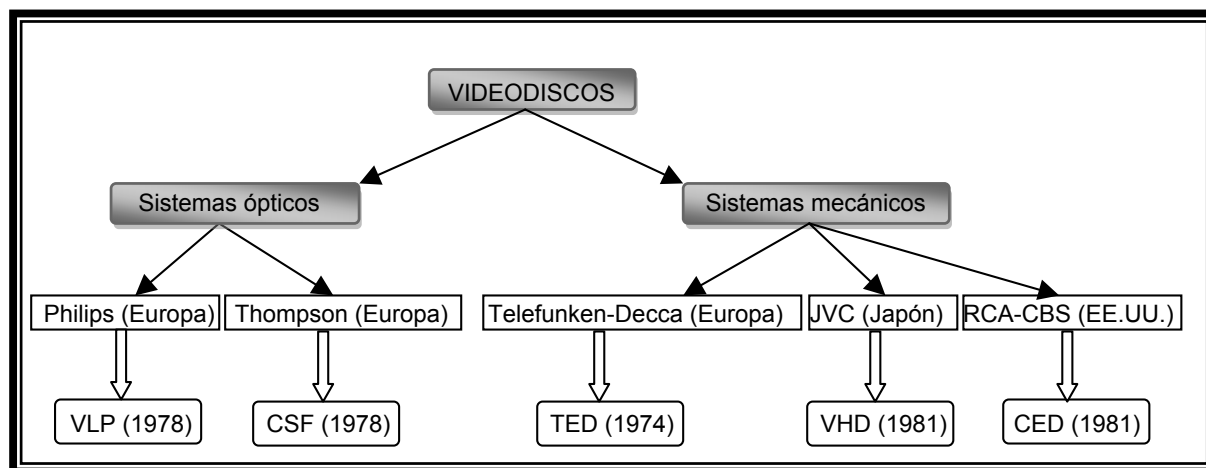 VIDEODISCOS
Sistemas ópticos
Sistemas mecánicos
Philips (Europa)
Thompson (Europa)
Telefunken-Decca (Europa)
JVC (Japón)
RCA-CBS (EE.UU.)
VLP (1978)
CSF (1978)
TED (1974)
VHD (1981)
CED (1981)